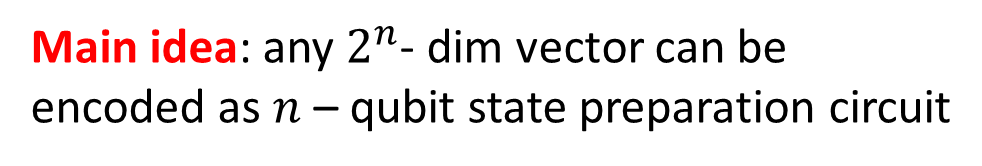 Main idea: any 2ⁿ- dim vector can be
encoded as n – qubit state preparation circuit